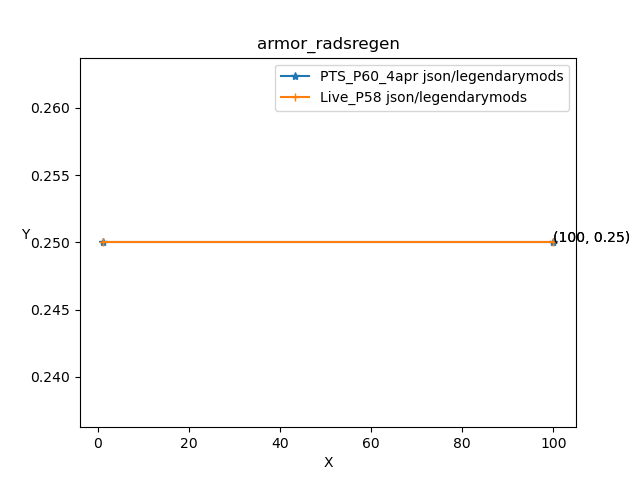 armor_radsregen
PTS_P60_4apr json/legendarymods
Live_P58 json/legendarymods
0.260
0.255
Y
0.250
(100, 0.25)
0.245
0.240
0
20
40
60
80
100
X